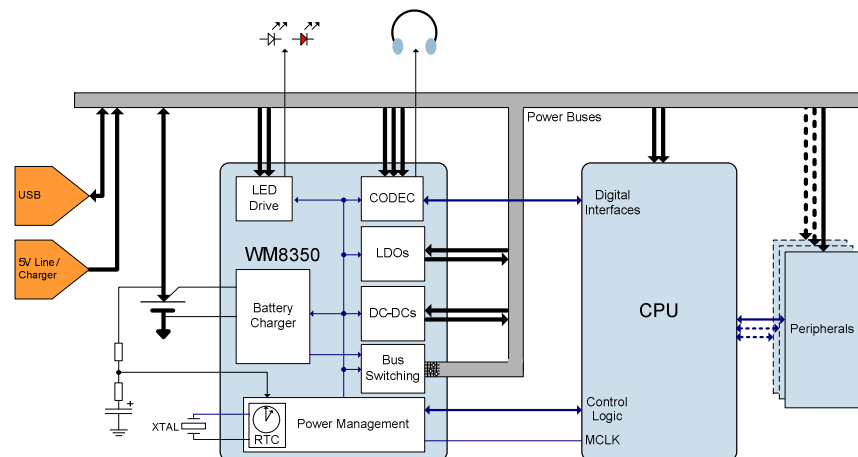 Power Buses
USB
LED
Drive
CODEC
Digital
Interfaces
5V Line /
Charger
WM8350
LDOs
Battery
Charger
DC-DCs
CPU
Peripherals
Bus
Switching
+
XTAL
RTC
Power Management
Control
Logic
MCLK